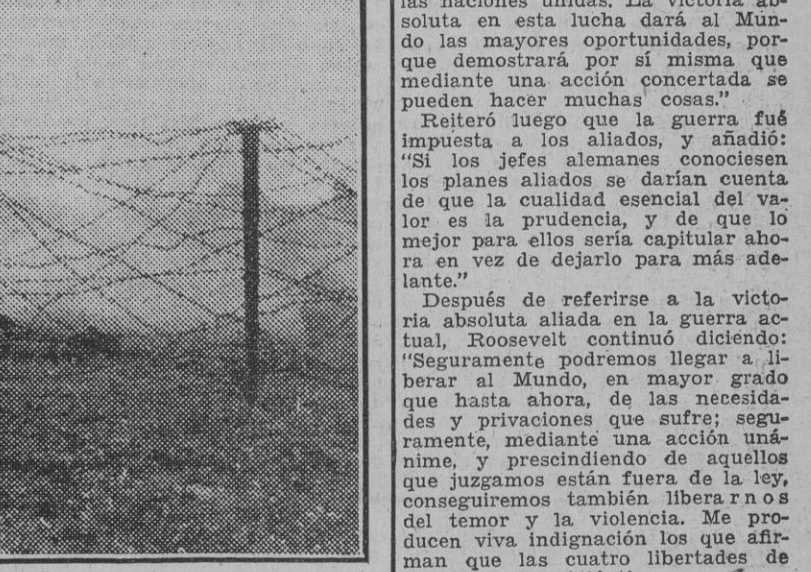 las naciones unidas. La victoria ab-
soluta en esta lucha dará al Mun-
do las mayores oportunidades, por-
que demostrará por sí misma que
mediante una acción concertada se
pueden hacer muchas cosas."
Reiteró luego que la guerra fué
impuesta a los aliados, y añadió:
"Si los jefes alemanes conociesen
los planes aliados se darían cuenta
de que la cualidad esencial del va-
lor es la prudencia, y de que lo
mejor para ellos sería capitular aho-
ra en vez de dejarlo para más ade-
lante."
Después de referirse a la victo-
ria absoluta aliada en la guerra ac-
tual, Roosevelt continuó diciendo:
"Seguramente podremos llegar a li-
berar al Mundo, en mayor grado
que hasta ahora, de las necesida-
des y privaciones que sufre; segu-
ramente, mediante una acción uná-
nime, y prescindiendo de aquellos
que juzgamos están fuera de la ley,
conseguiremos también liberarnos
del temor y la violencia. Me pro-
ducen viva indignación los que afir-
man que las cuatro libertades de